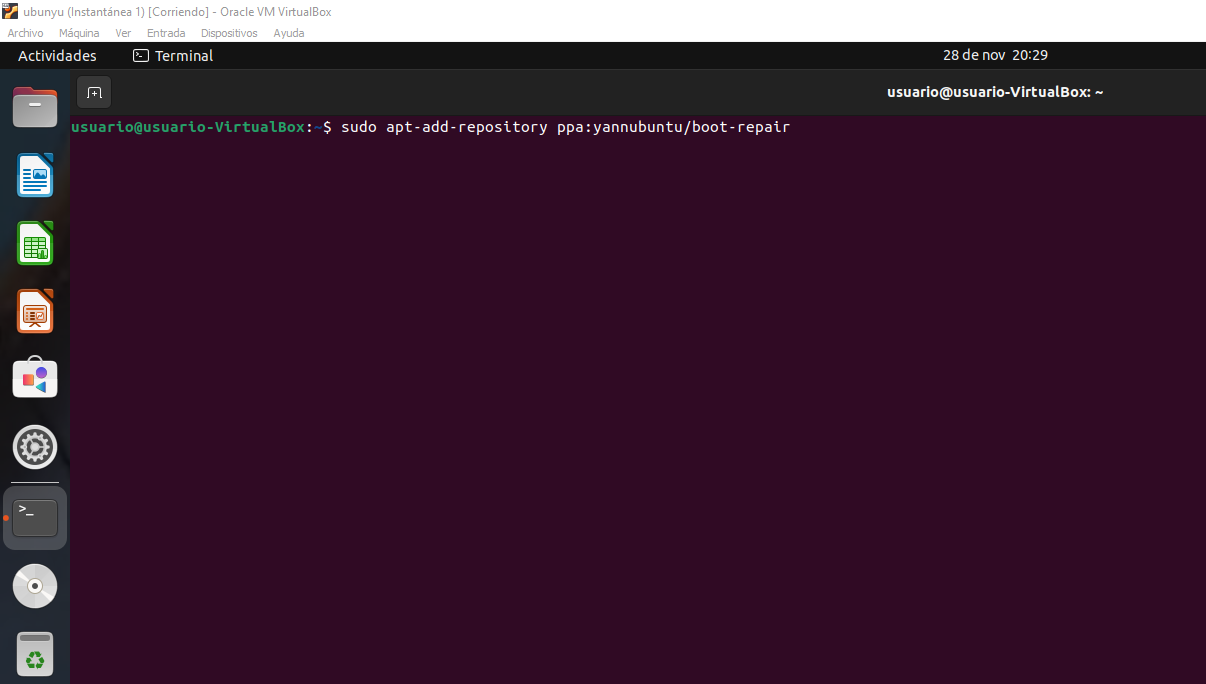 ubunyu (Instantánea 1) [Corriendo] - Oracle VM VirtualBox
Archivo Máquina Ver Entrada Dispositivos Ayuda
Actividades Terminal 28 de nov 20:29
usuario@usuario-VirtualBox: ~
usuario@usuario-VirtualBox:~$ sudo apt-add-repository ppa:yannubuntu/boot-repair
>_